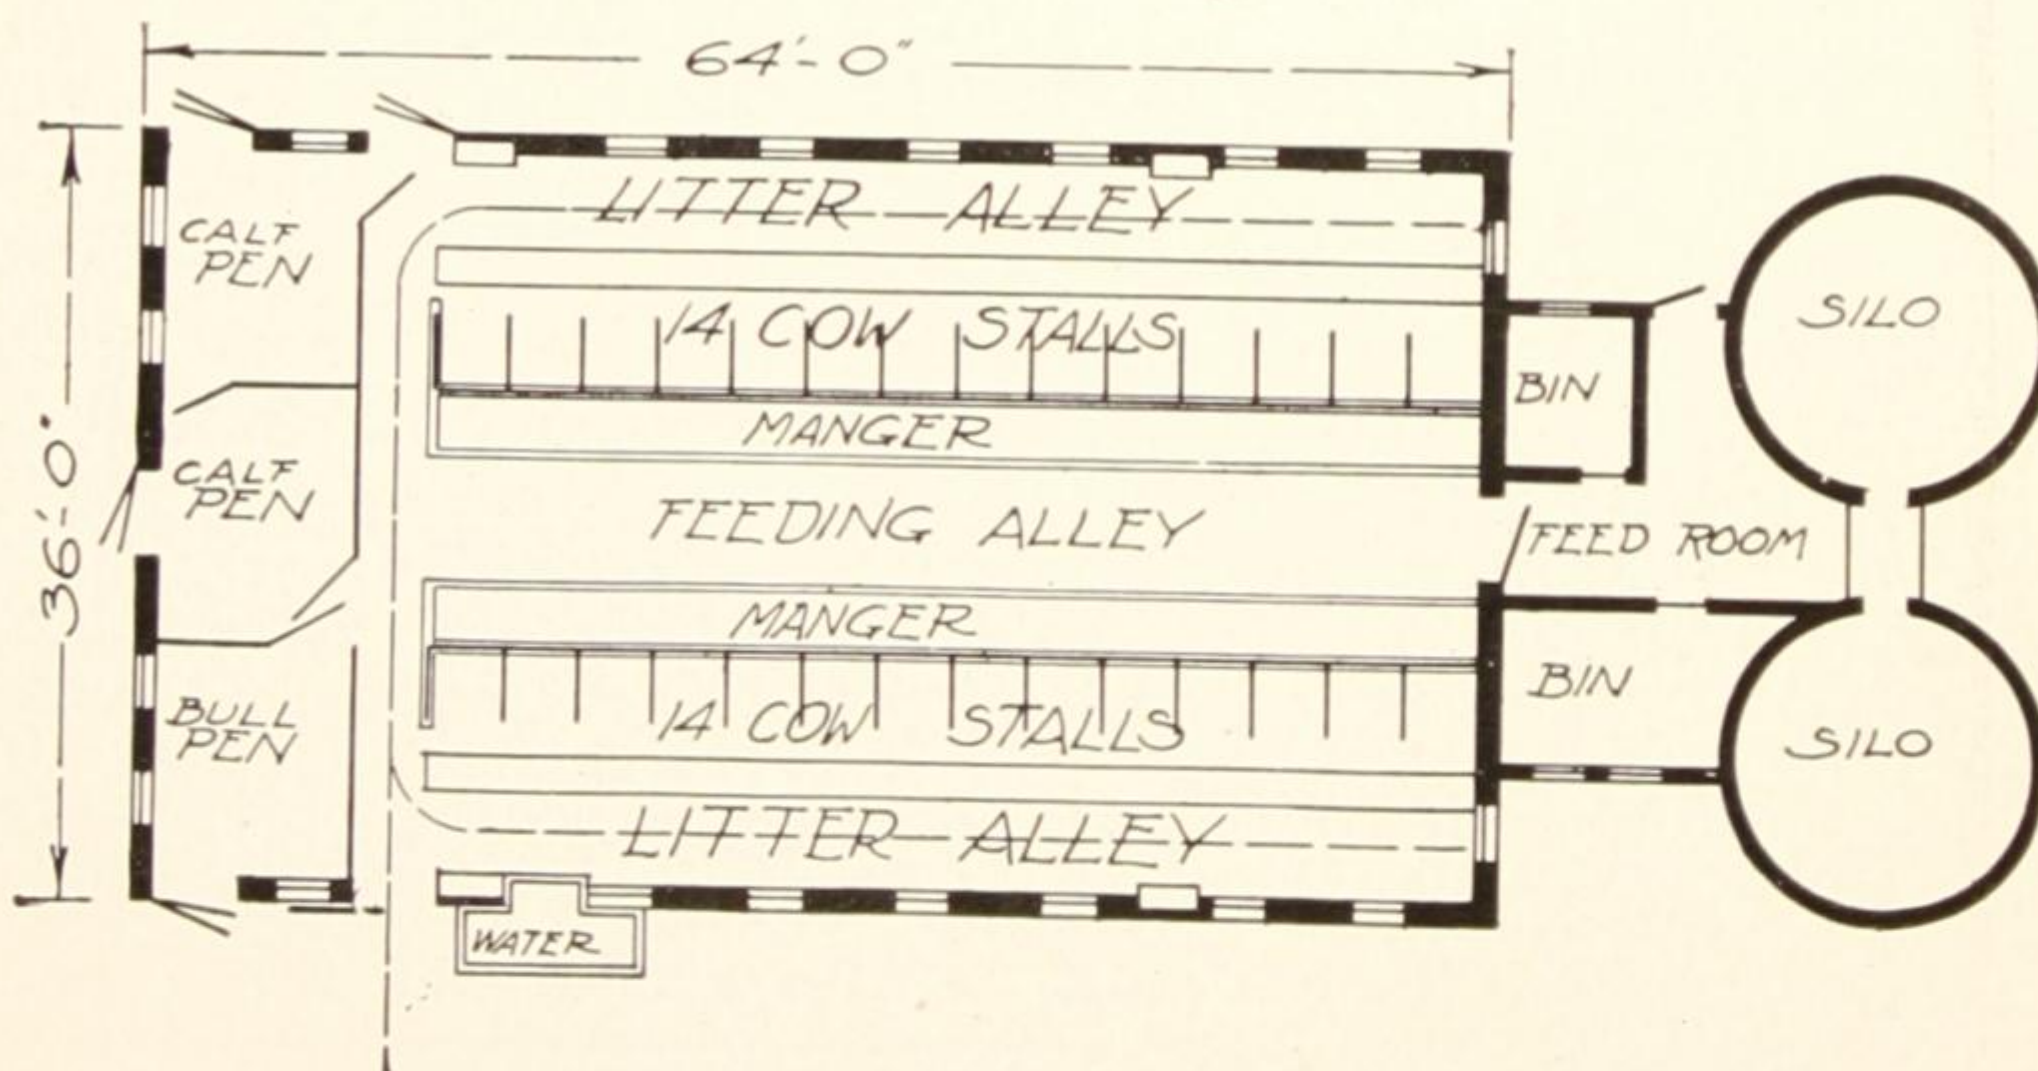 64'-0"
LITTER ALLEY
CALF
PEN
14 COW STALLS
SILO
BIN
MANGER
36'-0"
CALF
PEN
FEEDING ALLEY
FEED ROOM
MANGER
BIN
BULL
PEN
14 COW STALLS
SILO
LITTER ALLEY
WATER